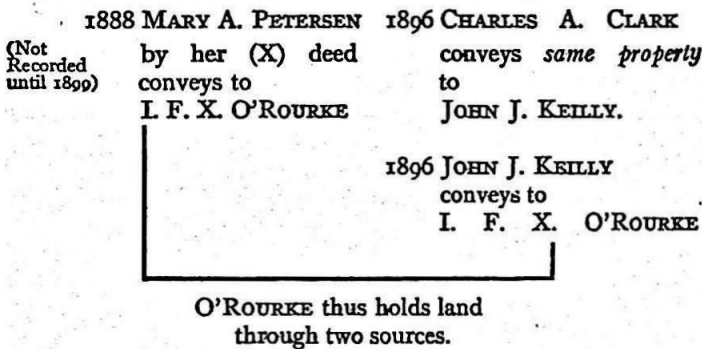 1888 MARY A. PETERSEN
by her (X) deed
conveys to
I. F. X. O'ROURKE
(Not
Recorded
until 1899)
1896 CHARLES A. CLARK
conveys same property
to
JOHN J. KEILLY.
1896 JOHN J. KEILLY
conveys to
I. F. X. O'ROURKE
O'ROURKE thus holds land
through two sources.